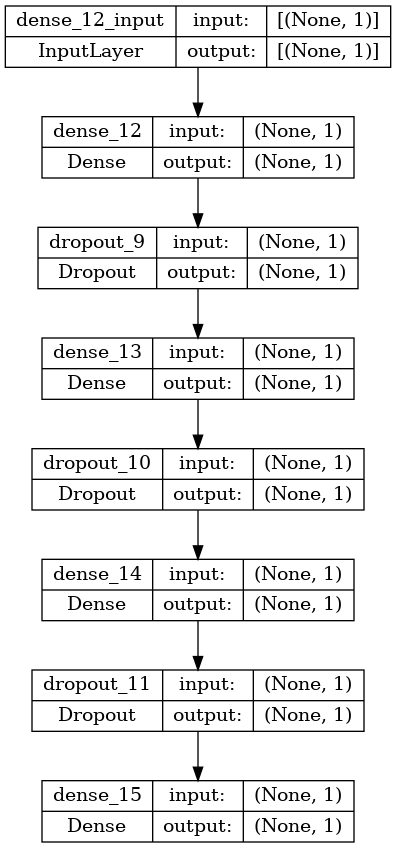 dense_12_input input: [(None, 1)]
InputLayer output: [(None, 1)]
dense_12 input: (None, 1)
Dense output: (None, 1)
dropout_9 input: (None, 1)
Dropout output: (None, 1)
dense_13 input: (None, 1)
Dense output: (None, 1)
dropout_10 input: (None, 1)
Dropout output: (None, 1)
dense_14 input: (None, 1)
Dense output: (None, 1)
dropout_11 input: (None, 1)
Dropout output: (None, 1)
dense_15 input: (None, 1)
Dense output: (None, 1)